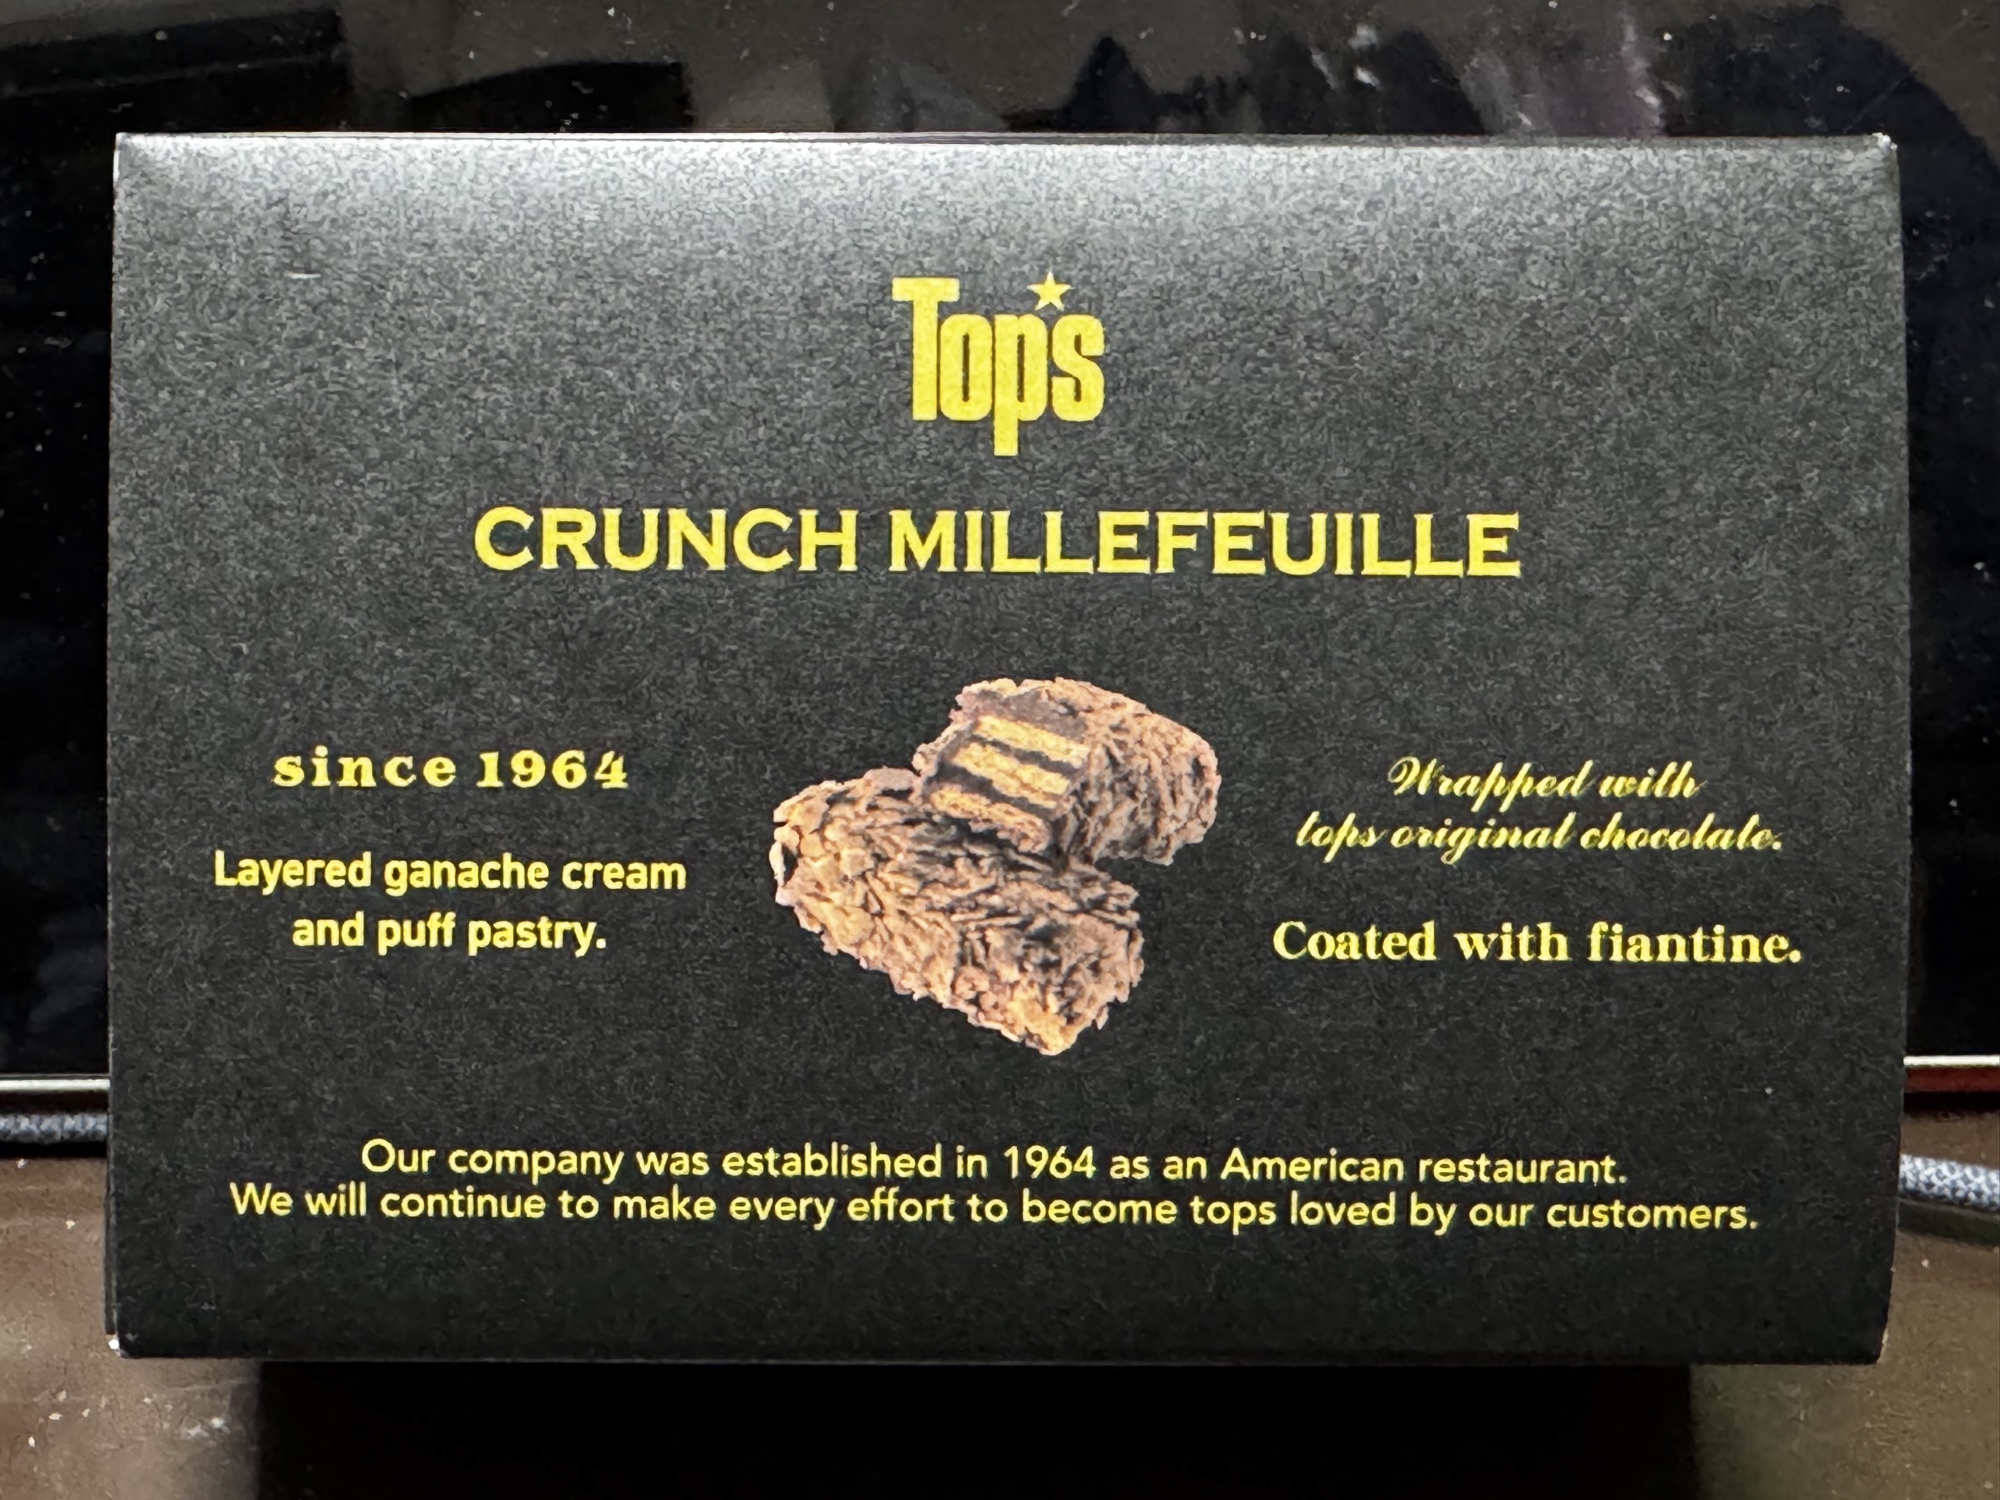 Top's
CRUNCH MILLEFEUILLE
since 1964
Layered ganache cream
and puff pastry.
Wrapped with
tops original chocolate.
Coated with fiantine.
Our company was established in 1964 as an American restaurant.
We will continue to make every effort to become tops loved by our customers.